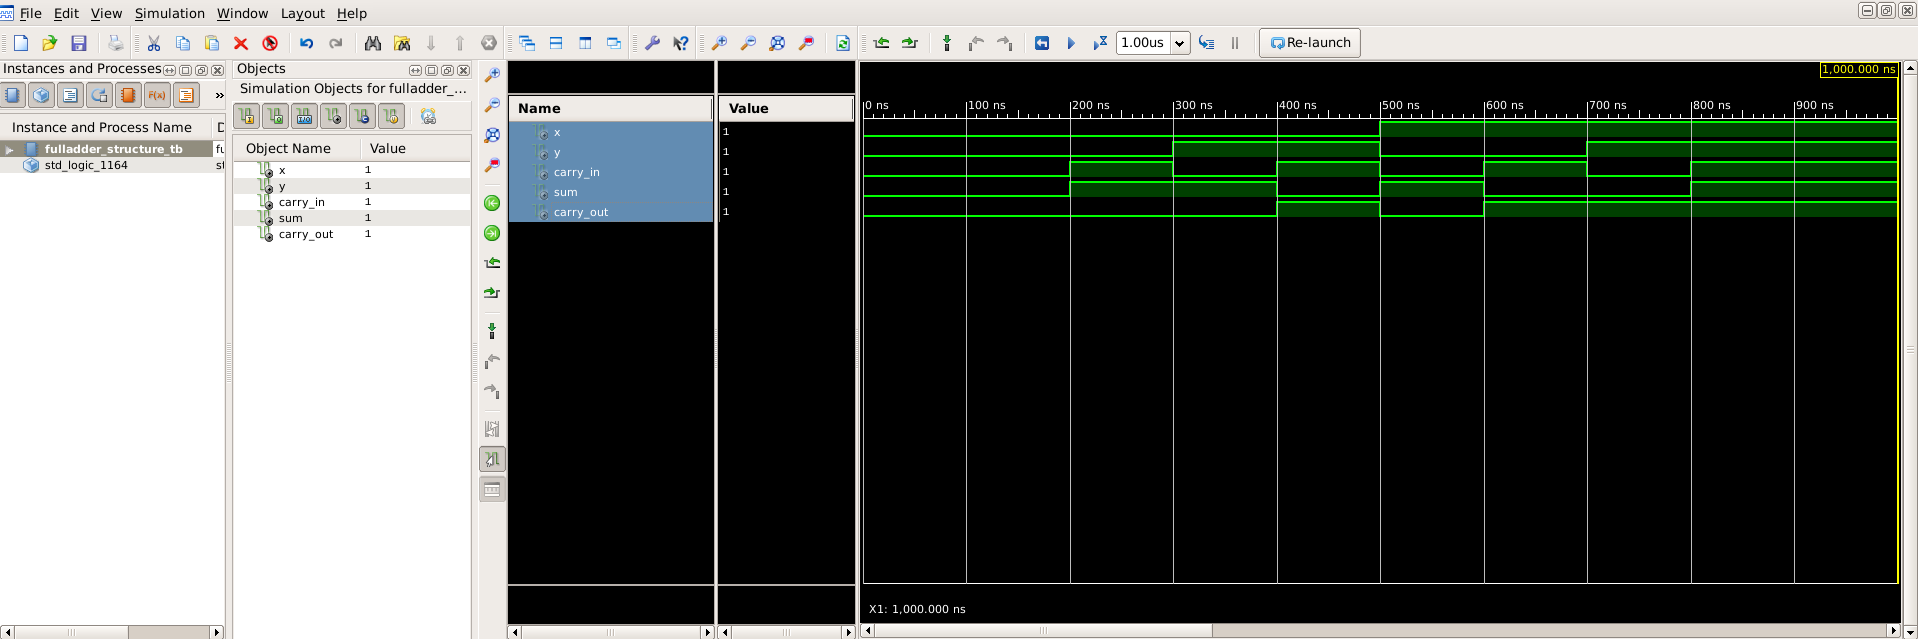 File Edit View Simulation Window Layout Help
1.00us Re-launch
Instances and Processes
F(x) »
Instance and Process Name D
fulladder_structure_tb fu
std_logic_1164 st
Objects
Simulation Objects for fulladder_...
Object Name Value
x 1
y 1
carry_in 1
sum 1
carry_out 1
Name Value
x 1
y 1
carry_in 1
sum 1
carry_out 1
1,000.000 ns
0 ns 100 ns 200 ns 300 ns 400 ns 500 ns 600 ns 700 ns 800 ns 900 ns
X1: 1,000.000 ns